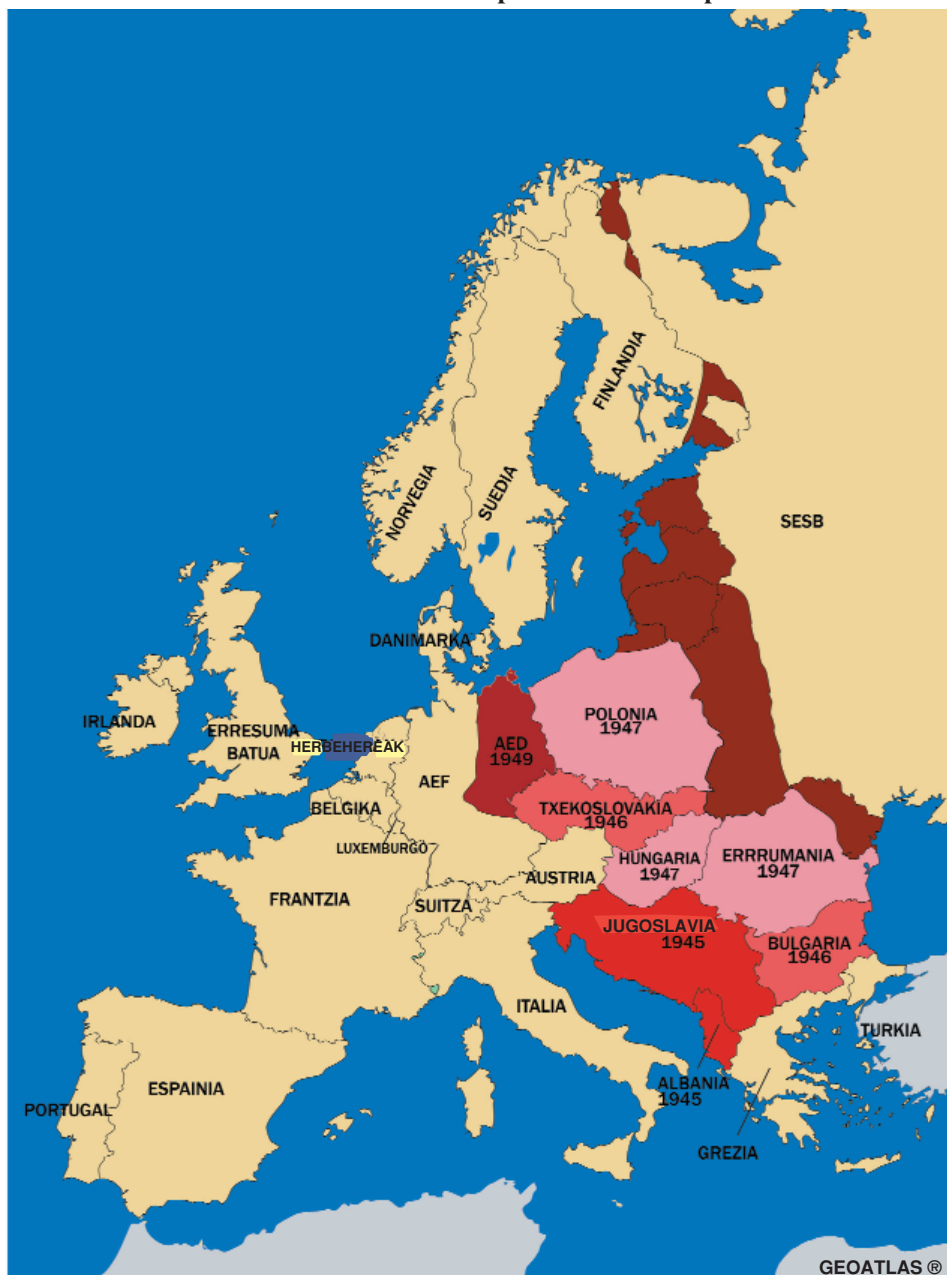 FINLANDIA
NORVEGIA
SUEDIA
SESB
DANIMARKA
IRLANDA
ERRESUMA
BATUA
HERBEHEREAK
POLONIA
1947
AED
1949
AEF
BELGIKA
TXEKOSLOVAKIA
1946
LUXEMBURGO
HUNGARIA
1947
ERRRUMANIA
1947
AUSTRIA
FRANTZIA
SUITZA
JUGOSLAVIA
1945
BULGARIA
1946
ITALIA
TURKIA
ESPAINIA
PORTUGAL
ALBANIA
1945
GREZIA
GEOATLAS ®